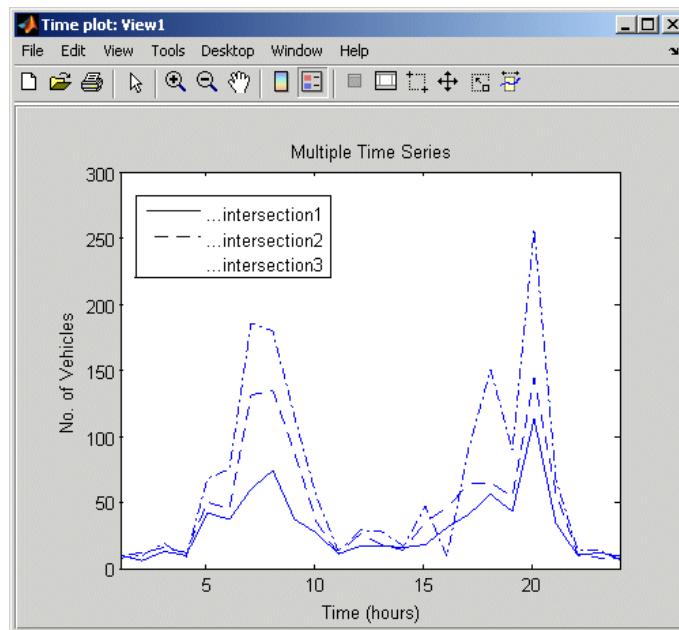 Time plot: View1
File Edit View Tools Desktop Window Help
Multiple Time Series
300
250
200
150
100
50
0
No. of Vehicles
...intersection1
...intersection2
...intersection3
5 10 15 20
Time (hours)